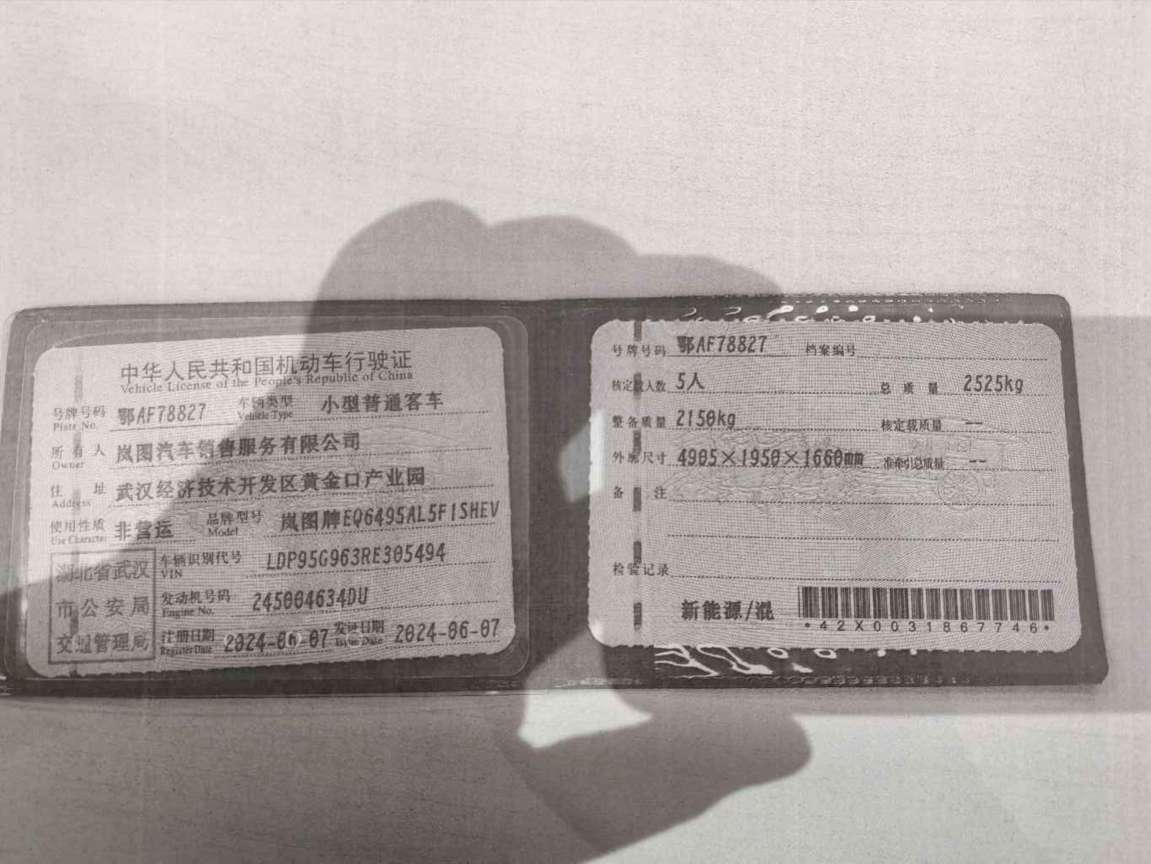 中华人民共和国机动车行驶证
Vehicle License of the People's Republic of China
号牌号码 鄂AF78827 车辆类型 小型普通客车
Plate No. Vehicle Type
所有人 岚图汽车销售服务有限公司
Owner
住址 武汉经济技术开发区黄金口产业园
Address
使用性质 非营运 品牌型号 岚图牌EQ6495AL5F1SHEV
Use Character Model
湖北省武汉
市公安局
交通管理局
车辆识别代号 LDP95G963RE305494
VIN
发动机号码 245004634DU
Engine No.
注册日期 2024-06-07 发证日期 2024-06-07
Register Date Issue Date
号牌号码 鄂AF78827 档案编号
核定载人数 5人 总质量 2525kg
整备质量 2150kg 核定载质量 --
外廓尺寸 4905×1950×1660mm 准牵引总质量 --
备注
检验记录
新能源/混
*42X0031867746*